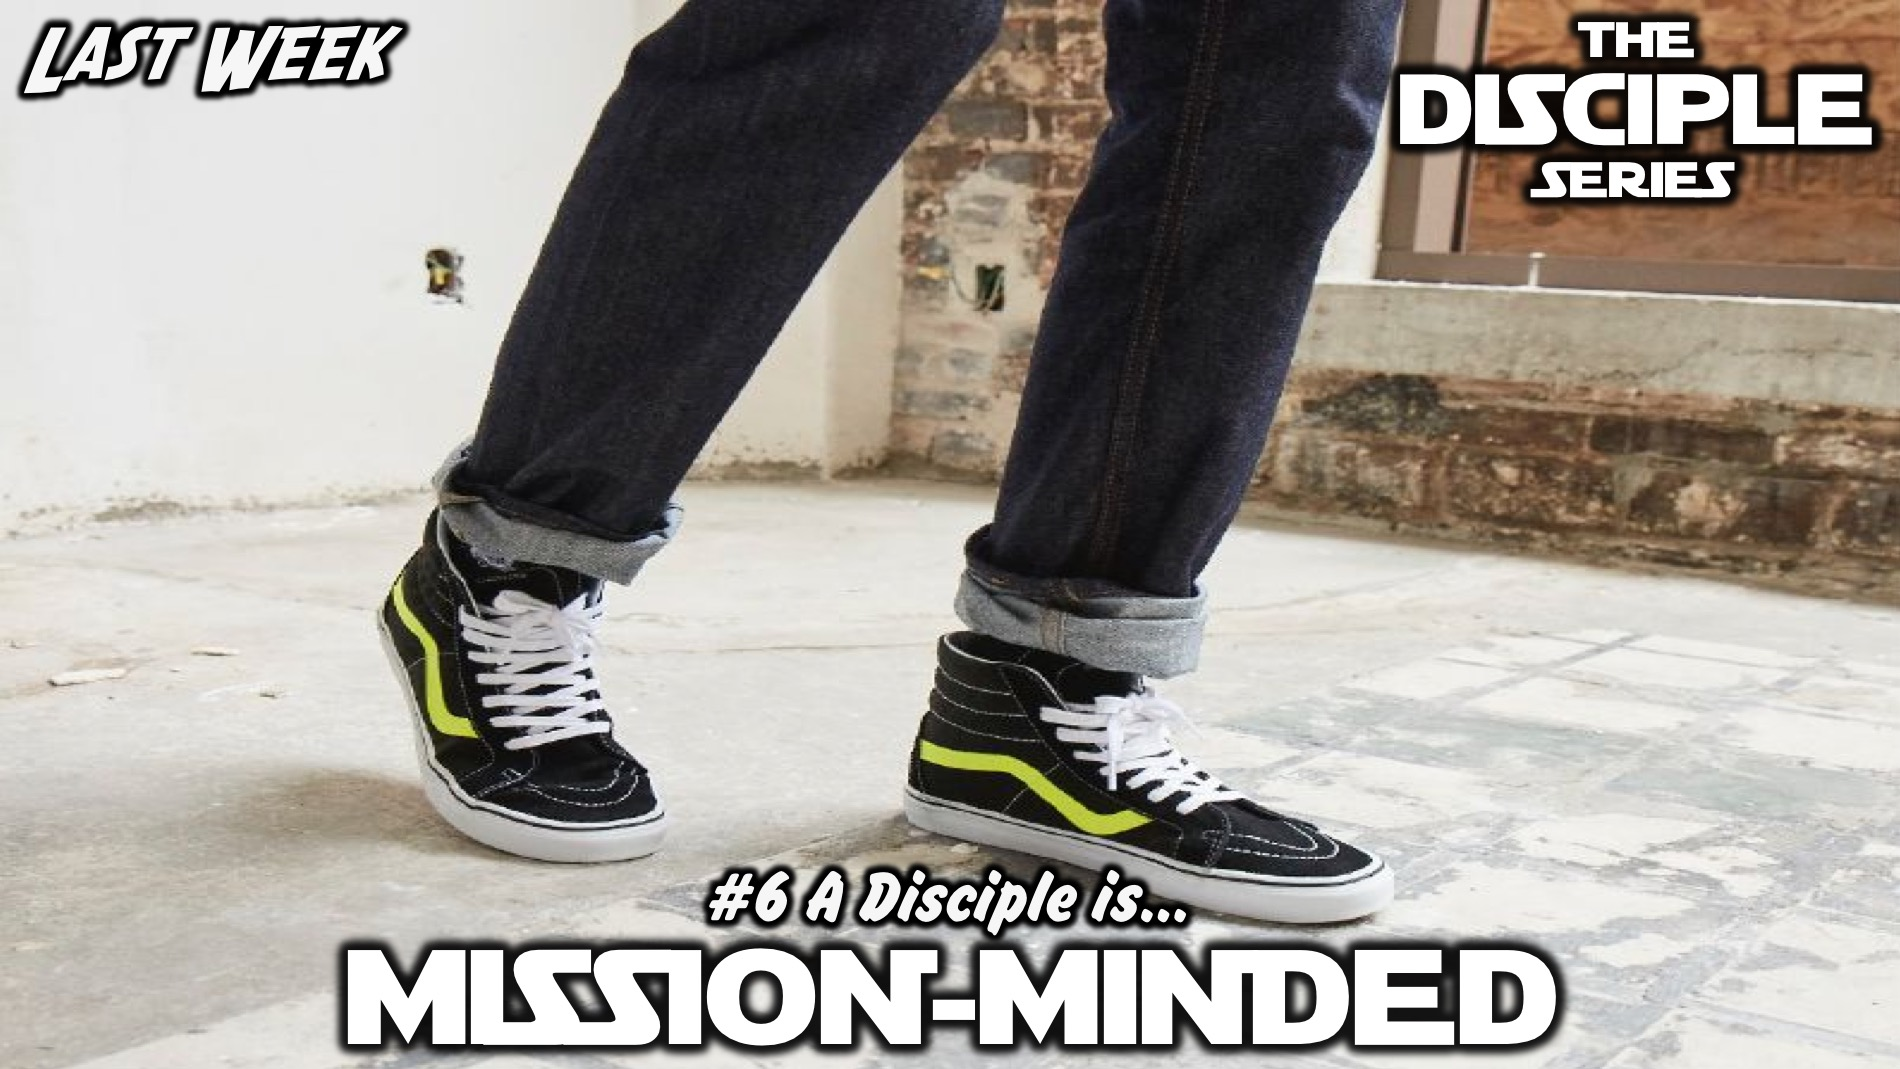 Last Week
THE
DISCIPLE
SERIES
#6 A Disciple is...
MISSION-MINDED